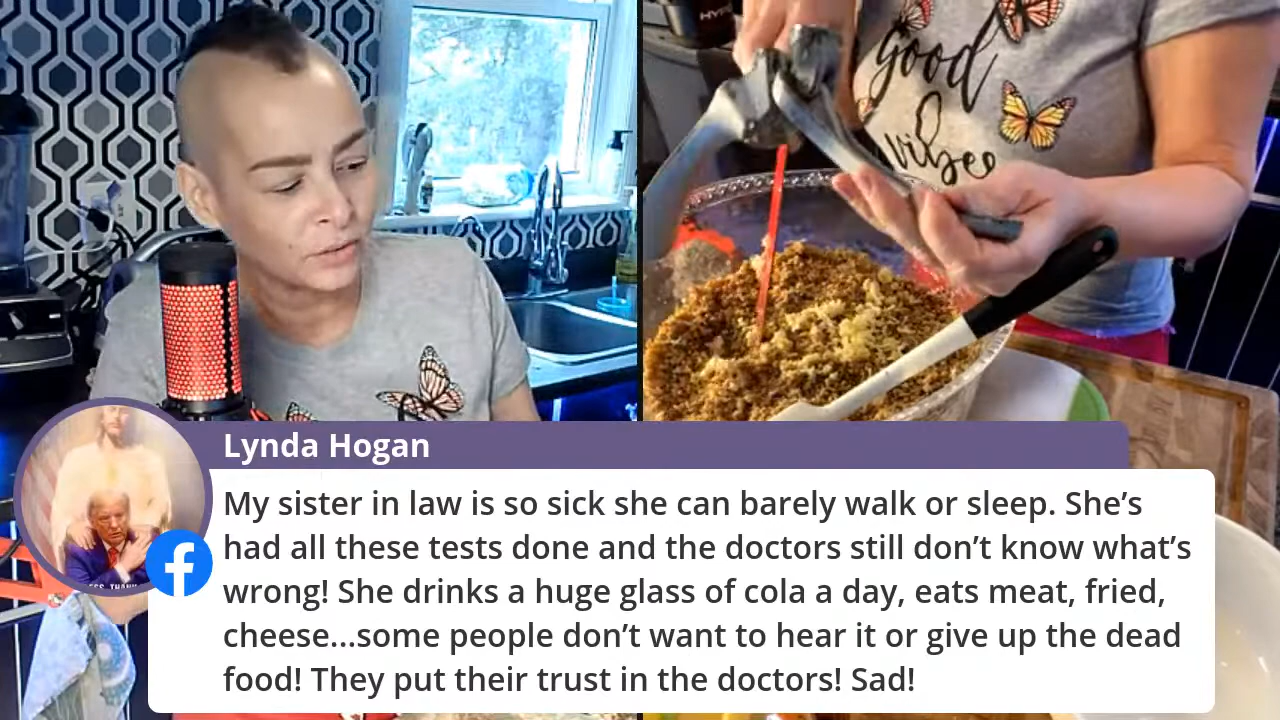 HYP
good
vibes
Lynda Hogan
My sister in law is so sick she can barely walk or sleep. She’s
had all these tests done and the doctors still don’t know what’s
wrong! She drinks a huge glass of cola a day, eats meat, fried,
cheese...some people don’t want to hear it or give up the dead
food! They put their trust in the doctors! Sad!